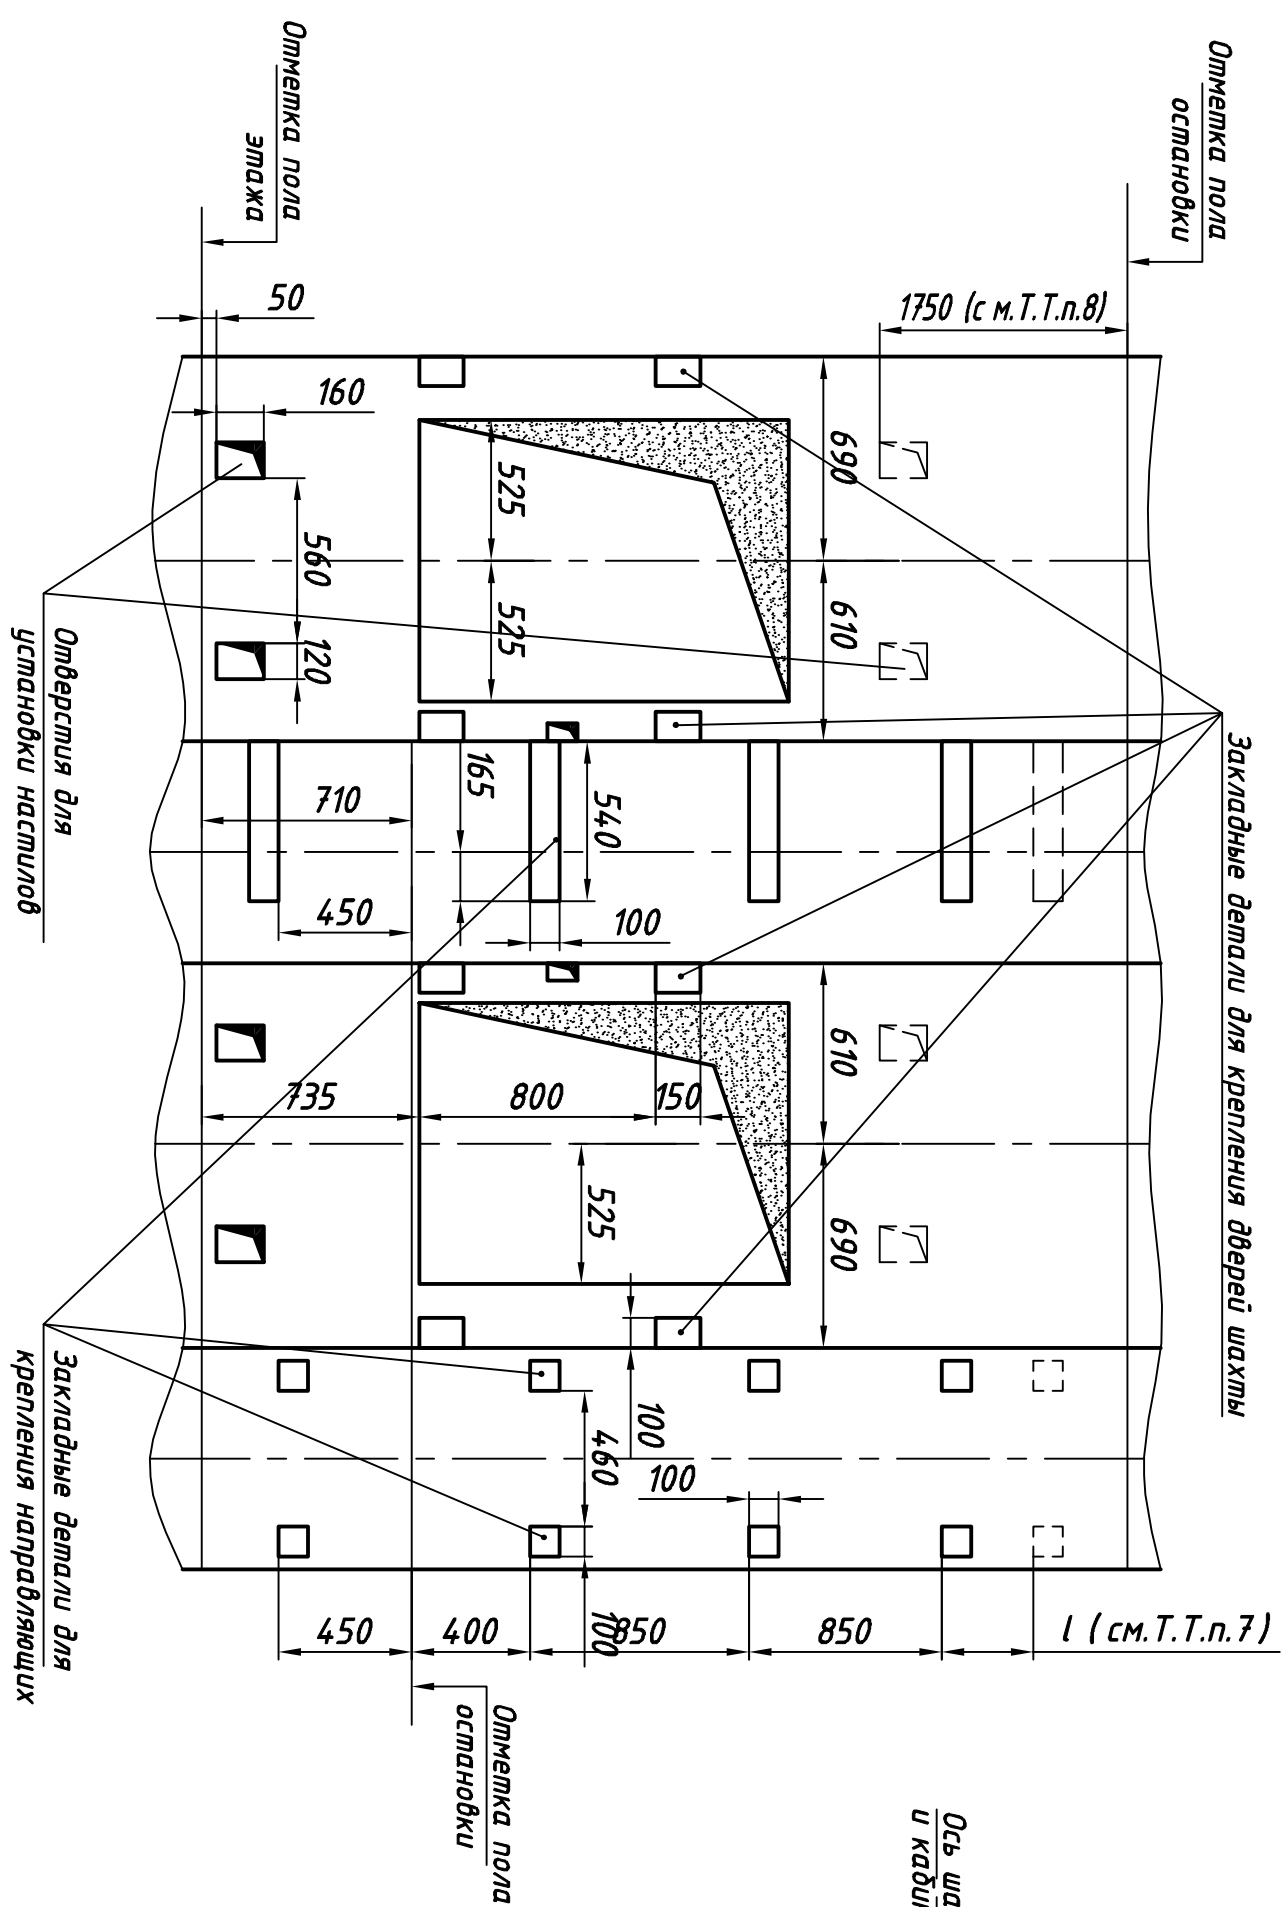 Отметка пола
остановки
Отметка пола
этажа
50
1750 (с м.Т.Т.п.8)
160
690
525
560
525
610
120
Отверстия для
установки настилов
Закладные детали для крепления дверей шахты
165
540
710
450
100
610
735
800
150
525
690
100
460
100
Закладные детали для
крепления направляющих
450
400
100
850
850
l ( см.Т.Т.п.7)
Отметка пола
остановки
Ось
и